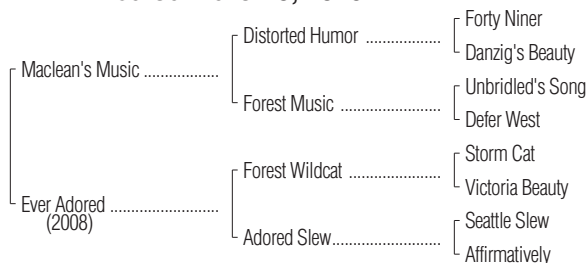 Forty Niner
Distorted Humor ..................
Danzig's Beauty
Maclean's Music ..................
Unbridled's Song
Forest Music ........................
Defer West
Storm Cat
Forest Wildcat ......................
Victoria Beauty
Ever Adored ..........................
(2008)
Seattle Slew
Adored Slew..........................
Affirmatively